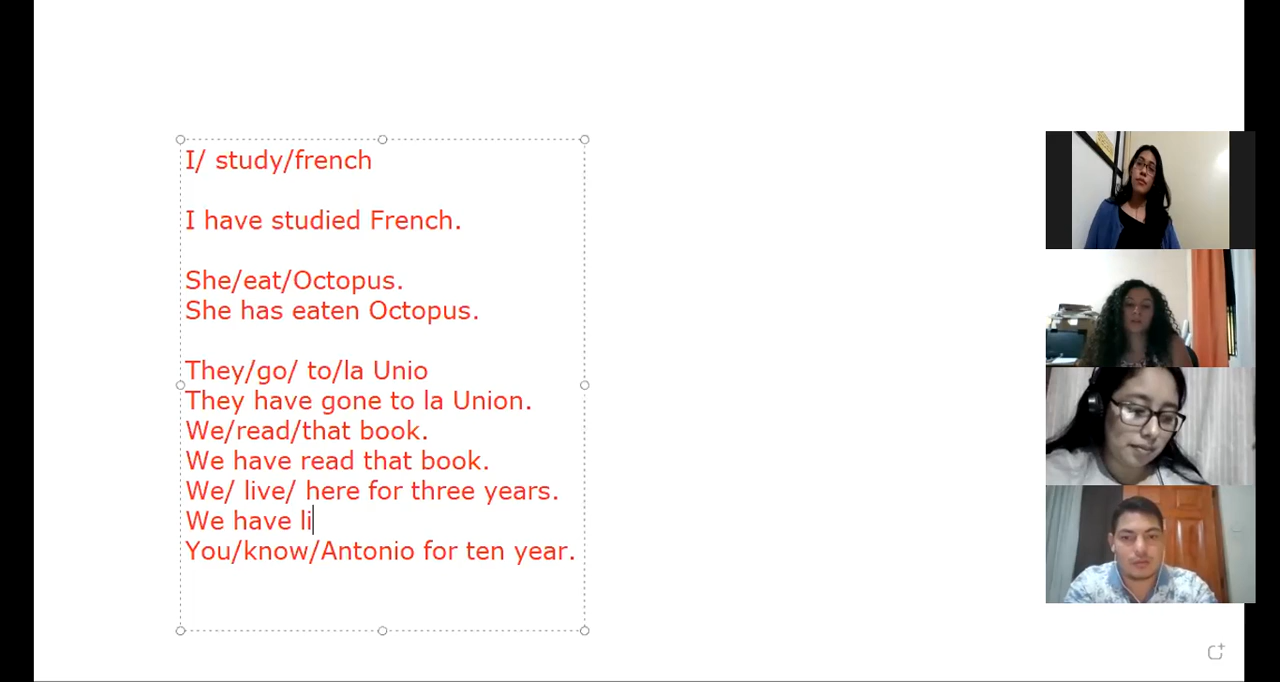 I/ study/french
I have studied French.
She/eat/Octopus.
She has eaten Octopus.
They/go/ to/la Unio
They have gone to la Union.
We/read/that book.
We have read that book.
We/ live/ here for three years.
We have li
You/know/Antonio for ten year.